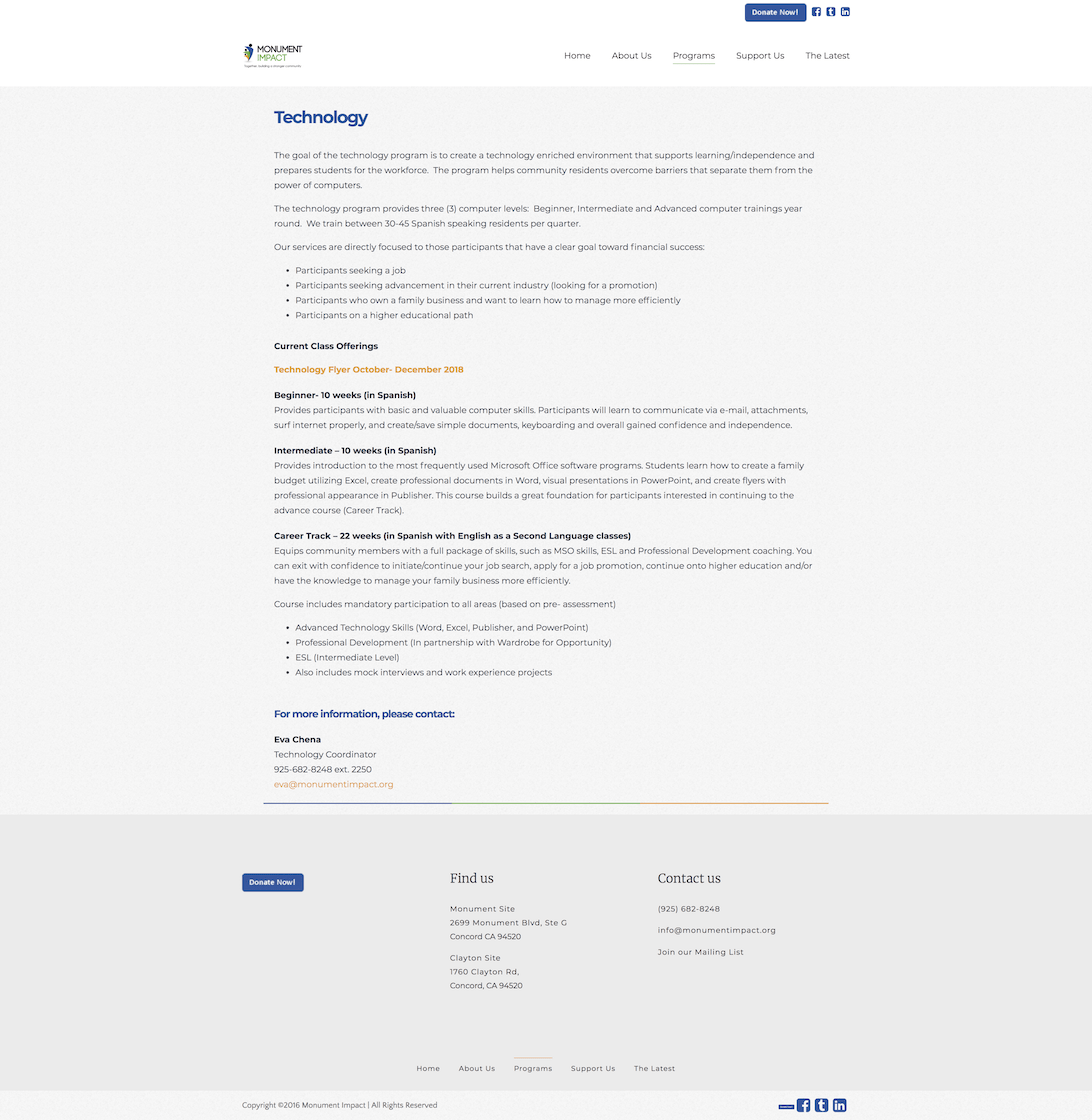 Donate Now!
MONUMENT
IMPACT
Together building a stronger community
Home About Us Programs Support Us The Latest
Technology
The goal of the technology program is to create a technology enriched environment that supports learning/independence and
prepares students for the workforce. The program helps community residents overcome barriers that separate them from the
power of computers.
The technology program provides three (3) computer levels: Beginner, Intermediate and Advanced computer trainings year
round. We train between 30-45 Spanish speaking residents per quarter.
Our services are directly focused to those participants that have a clear goal toward financial success:
• Participants seeking a job
• Participants seeking advancement in their current industry (looking for a promotion)
• Participants who own a family business and want to learn how to manage more efficiently
• Participants on a higher educational path
Current Class Offerings
Technology Flyer October- December 2018
Beginner- 10 weeks (in Spanish)
Provides participants with basic and valuable computer skills. Participants will learn to communicate via e-mail, attachments,
surf internet properly, and create/save simple documents, keyboarding and overall gained confidence and independence.
Intermediate – 10 weeks (in Spanish)
Provides introduction to the most frequently used Microsoft Office software programs. Students learn how to create a family
budget utilizing Excel, create professional documents in Word, visual presentations in PowerPoint, and create flyers with
professional appearance in Publisher. This course builds a great foundation for participants interested in continuing to the
advance course (Career Track).
Career Track – 22 weeks (in Spanish with English as a Second Language classes)
Equips community members with a full package of skills, such as MSO skills, ESL and Professional Development coaching. You
can exit with confidence to initiate/continue your job search, apply for a job promotion, continue onto higher education and/or
have the knowledge to manage your family business more efficiently.
Course includes mandatory participation to all areas (based on pre- assessment)
• Advanced Technology Skills (Word, Excel, Publisher, and PowerPoint)
• Professional Development (In partnership with Wardrobe for Opportunity)
• ESL (Intermediate Level)
• Also includes mock interviews and work experience projects
For more information, please contact:
Eva Chena
Technology Coordinator
925-682-8248 ext. 2250
eva@monumentimpact.org
Donate Now!
Find us
Monument Site
2699 Monument Blvd, Ste G
Concord CA 94520
Clayton Site
1760 Clayton Rd,
Concord, CA 94520
Contact us
(925) 682-8248
info@monumentimpact.org
Join our Mailing List
Home About Us Programs Support Us The Latest
Copyright ©2016 Monument Impact | All Rights Reserved